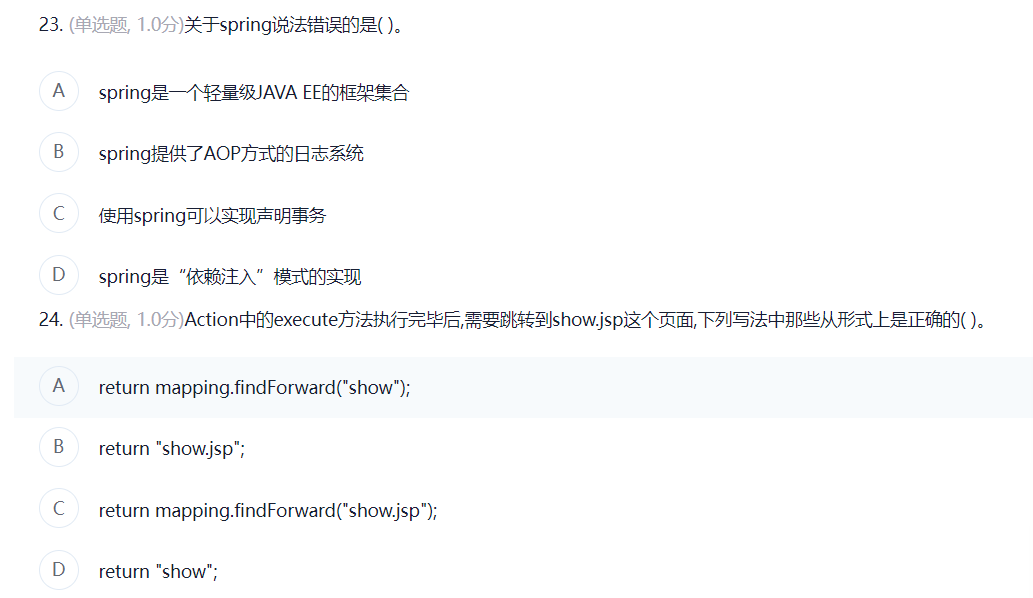 23. (单选题, 1.0分)关于spring说法错误的是( )。
A spring是一个轻量级JAVA EE的框架集合
B spring提供了AOP方式的日志系统
C 使用spring可以实现声明事务
D spring是“依赖注入”模式的实现
24. (单选题, 1.0分)Action中的execute方法执行完毕后,需要跳转到show.jsp这个页面,下列写法中那些从形式上是正确的( )。
A return mapping.findForward("show");
B return "show.jsp";
C return mapping.findForward("show.jsp");
D return "show";